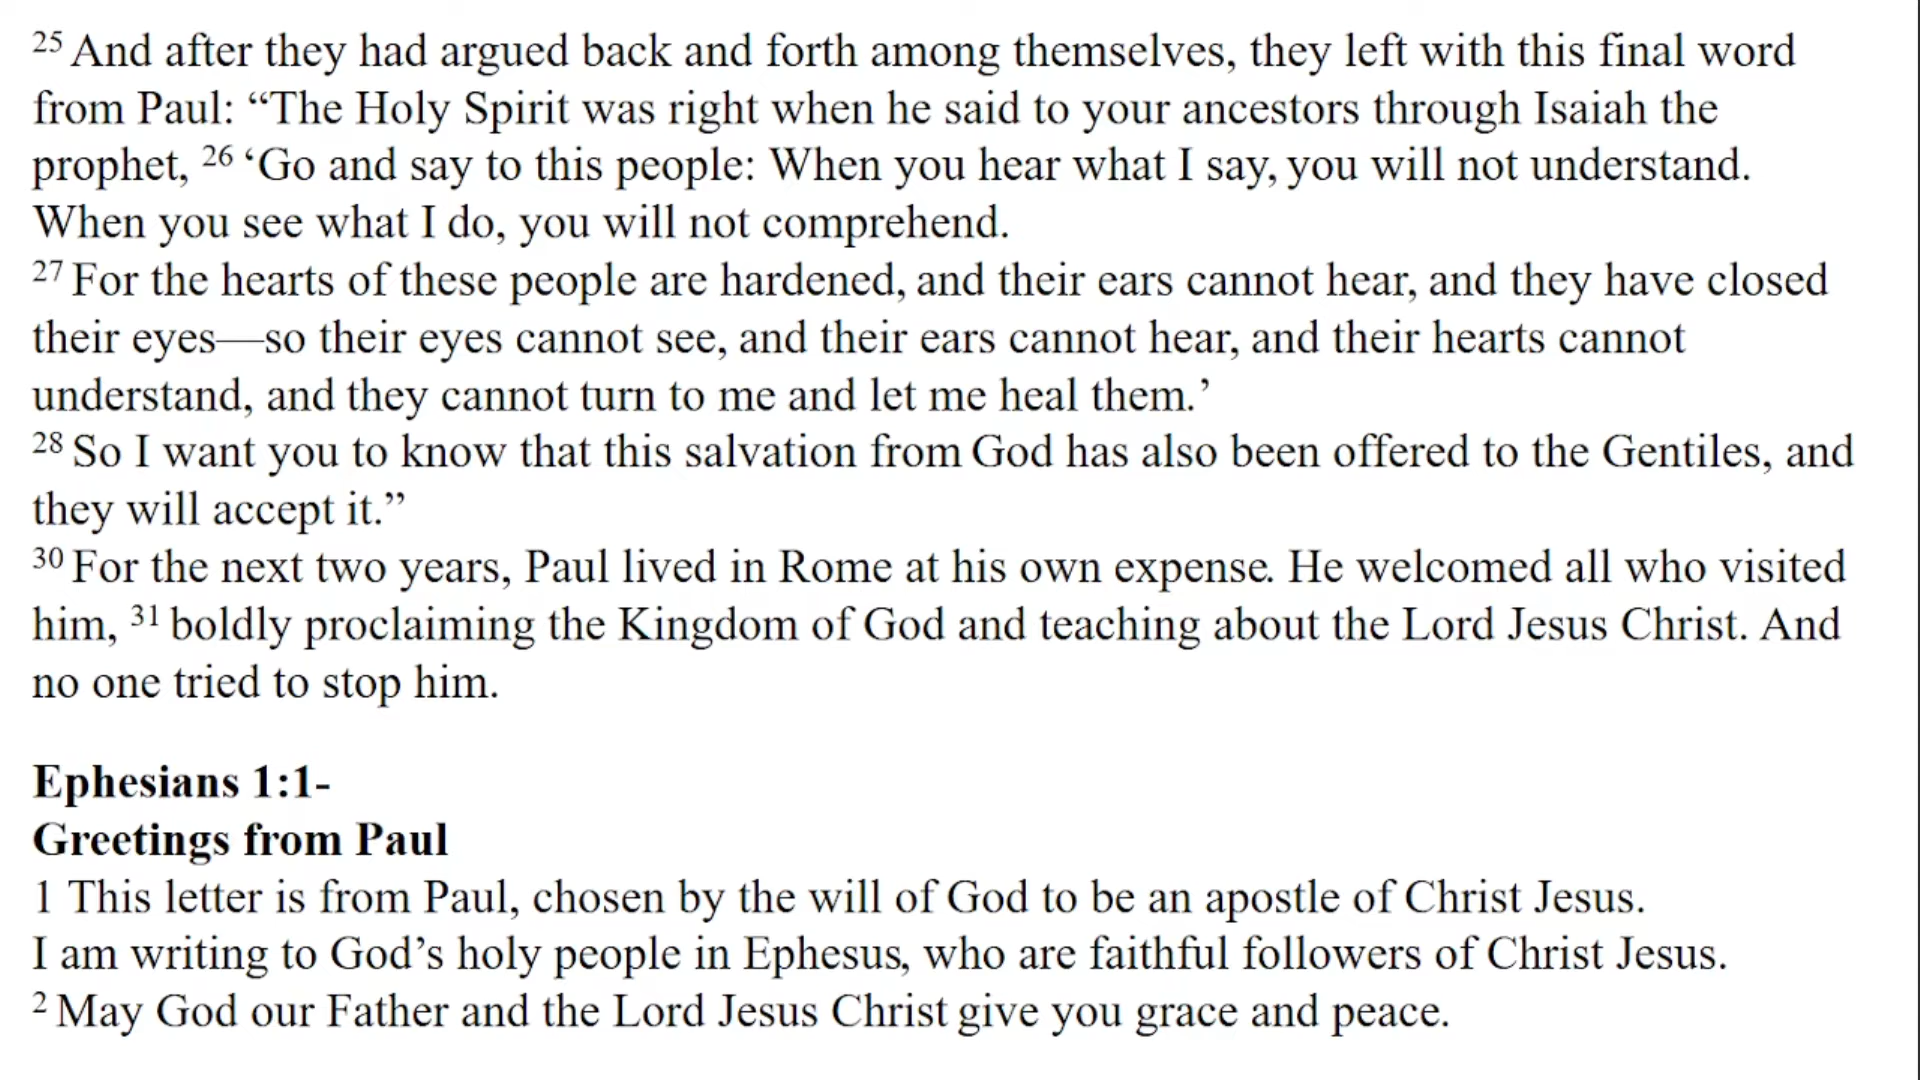 25 And after they had argued back and forth among themselves, they left with this final word
from Paul: “The Holy Spirit was right when he said to your ancestors through Isaiah the
prophet, 26 ‘Go and say to this people: When you hear what I say, you will not understand.
When you see what I do, you will not comprehend.
27 For the hearts of these people are hardened, and their ears cannot hear, and they have closed
their eyes—so their eyes cannot see, and their ears cannot hear, and their hearts cannot
understand, and they cannot turn to me and let me heal them.’
28 So I want you to know that this salvation from God has also been offered to the Gentiles, and
they will accept it.”
30 For the next two years, Paul lived in Rome at his own expense. He welcomed all who visited
him, 31 boldly proclaiming the Kingdom of God and teaching about the Lord Jesus Christ. And
no one tried to stop him.
Ephesians 1:1-
Greetings from Paul
1 This letter is from Paul, chosen by the will of God to be an apostle of Christ Jesus.
I am writing to God’s holy people in Ephesus, who are faithful followers of Christ Jesus.
2 May God our Father and the Lord Jesus Christ give you grace and peace.